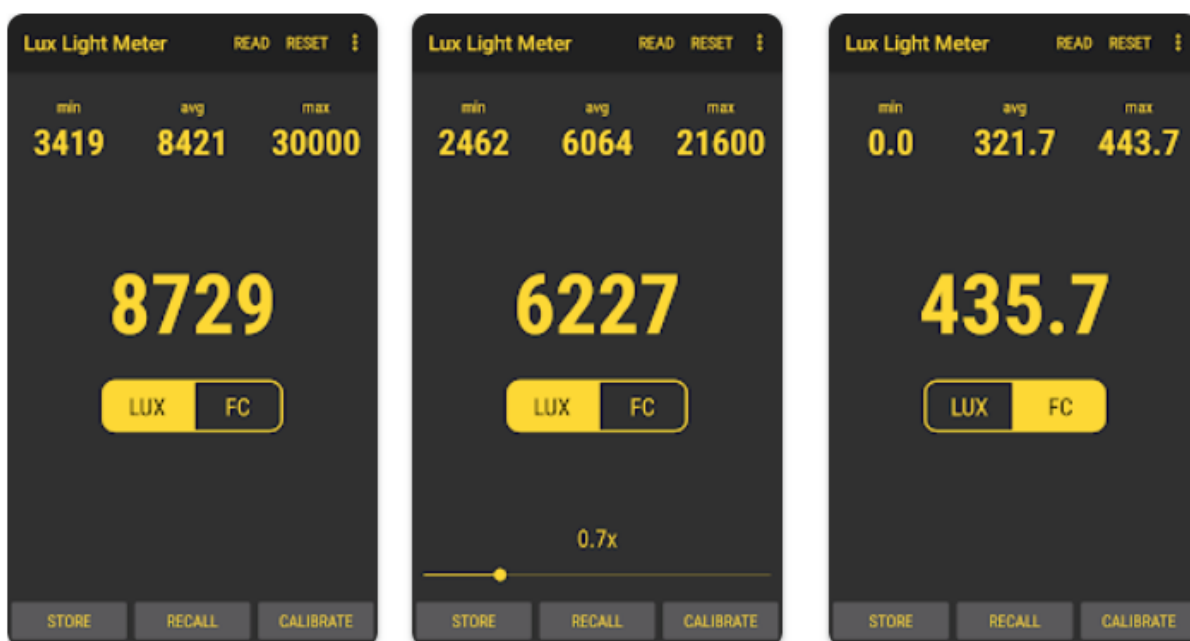 Lux Light Meter READ RESET
min avg max
3419 8421 30000
8729
LUX FC
STORE RECALL CALIBRATE
Lux Light Meter READ RESET
min avg max
2462 6064 21600
6227
LUX FC
0.7x
STORE RECALL CALIBRATE
Lux Light Meter READ RESET
min avg max
0.0 321.7 443.7
435.7
LUX FC
STORE RECALL CALIBRATE